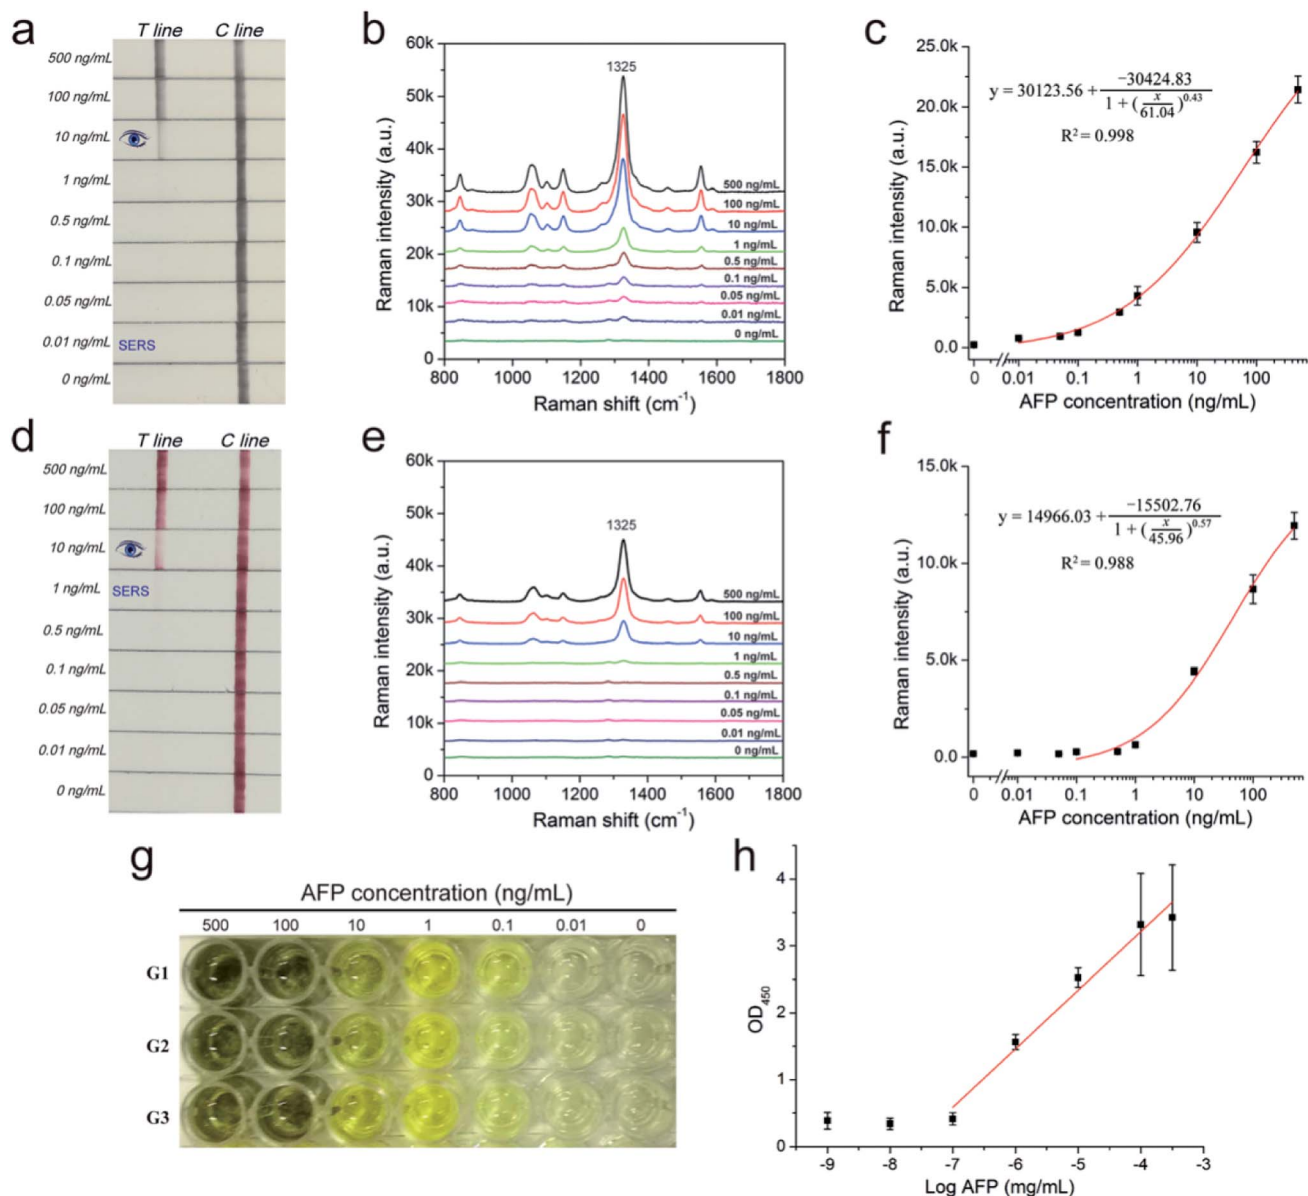 a
T line C line
500 ng/mL
100 ng/mL
10 ng/mL
1 ng/mL
0.5 ng/mL
0.1 ng/mL
0.05 ng/mL
0.01 ng/mL SERS
0 ng/mL
b
60k
50k
40k
30k
20k
10k
0
Raman intensity (a.u.)
1325
500 ng/mL
100 ng/mL
10 ng/mL
1 ng/mL
0.5 ng/mL
0.1 ng/mL
0.05 ng/mL
0.01 ng/mL
0 ng/mL
800 1000 1200 1400 1600 1800
Raman shift (cm⁻¹)
c
25.0k
20.0k
15.0k
10.0k
5.0k
0.0
Raman intensity (a.u.)
y = 30123.56 + −30424.83 / 1 + (x/61.04)^0.43
R² = 0.998
0 0.01 0.1 1 10 100
AFP concentration (ng/mL)
d
T line C line
500 ng/mL
100 ng/mL
10 ng/mL
1 ng/mL SERS
0.5 ng/mL
0.1 ng/mL
0.05 ng/mL
0.01 ng/mL
0 ng/mL
e
60k
50k
40k
30k
20k
10k
0
Raman intensity (a.u.)
1325
500 ng/mL
100 ng/mL
10 ng/mL
1 ng/mL
0.5 ng/mL
0.1 ng/mL
0.05 ng/mL
0.01 ng/mL
0 ng/mL
800 1000 1200 1400 1600 1800
Raman shift (cm⁻¹)
f
15.0k
10.0k
5.0k
0.0
Raman intensity (a.u.)
y = 14966.03 + −15502.76 / 1 + (x/45.96)^0.57
R² = 0.988
0 0.01 0.1 1 10 100
AFP concentration (ng/mL)
g
AFP concentration (ng/mL)
500 100 10 1 0.1 0.01 0
G1
G2
G3
h
4
3
2
1
0
OD₄₅₀
-9 -8 -7 -6 -5 -4 -3
Log AFP (mg/mL)